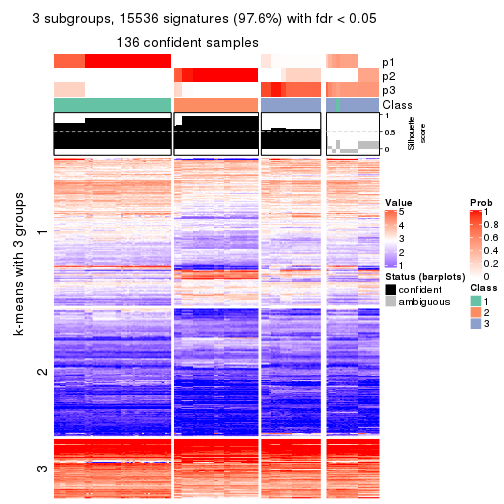 3 subgroups, 15536 signatures (97.6%) with fdr < 0.05
136 confident samples
p1
p2
p3
Class
1
0.5
0
Silhouette
score
k-means with 3 groups
1
2
3
Value
5
4
3
2
1
Status (barplots)
confident
ambiguous
Prob
1
0.8
0.6
0.4
0.2
0
Class
1
2
3